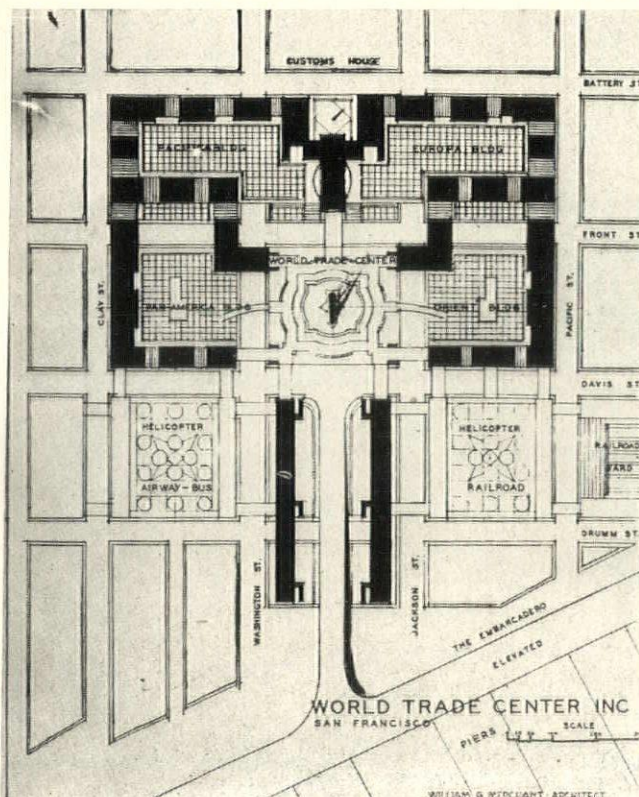 CUSTOMS HOUSE
BATTERY ST
PACIFICA BLDG
EUROPA BLDG
FRONT ST
WORLD-TRADE-CENTER
CLAY ST.
PACIFIC ST.
PAN-AMERICA BLDG
ORIENT BLDG
DAVIS ST
HELICOPTER
HELICOPTER
RAILROAD
YARD
AIRWAY-BUS
RAILROAD
DRUMM ST.
WASHINGTON ST.
JACKSON ST.
THE EMBARCADERO
ELEVATED
WORLD TRADE CENTER INC
SAN FRANCISCO
PIERS
SCALE
WILLIAM G MERCHANT ARCHITECT